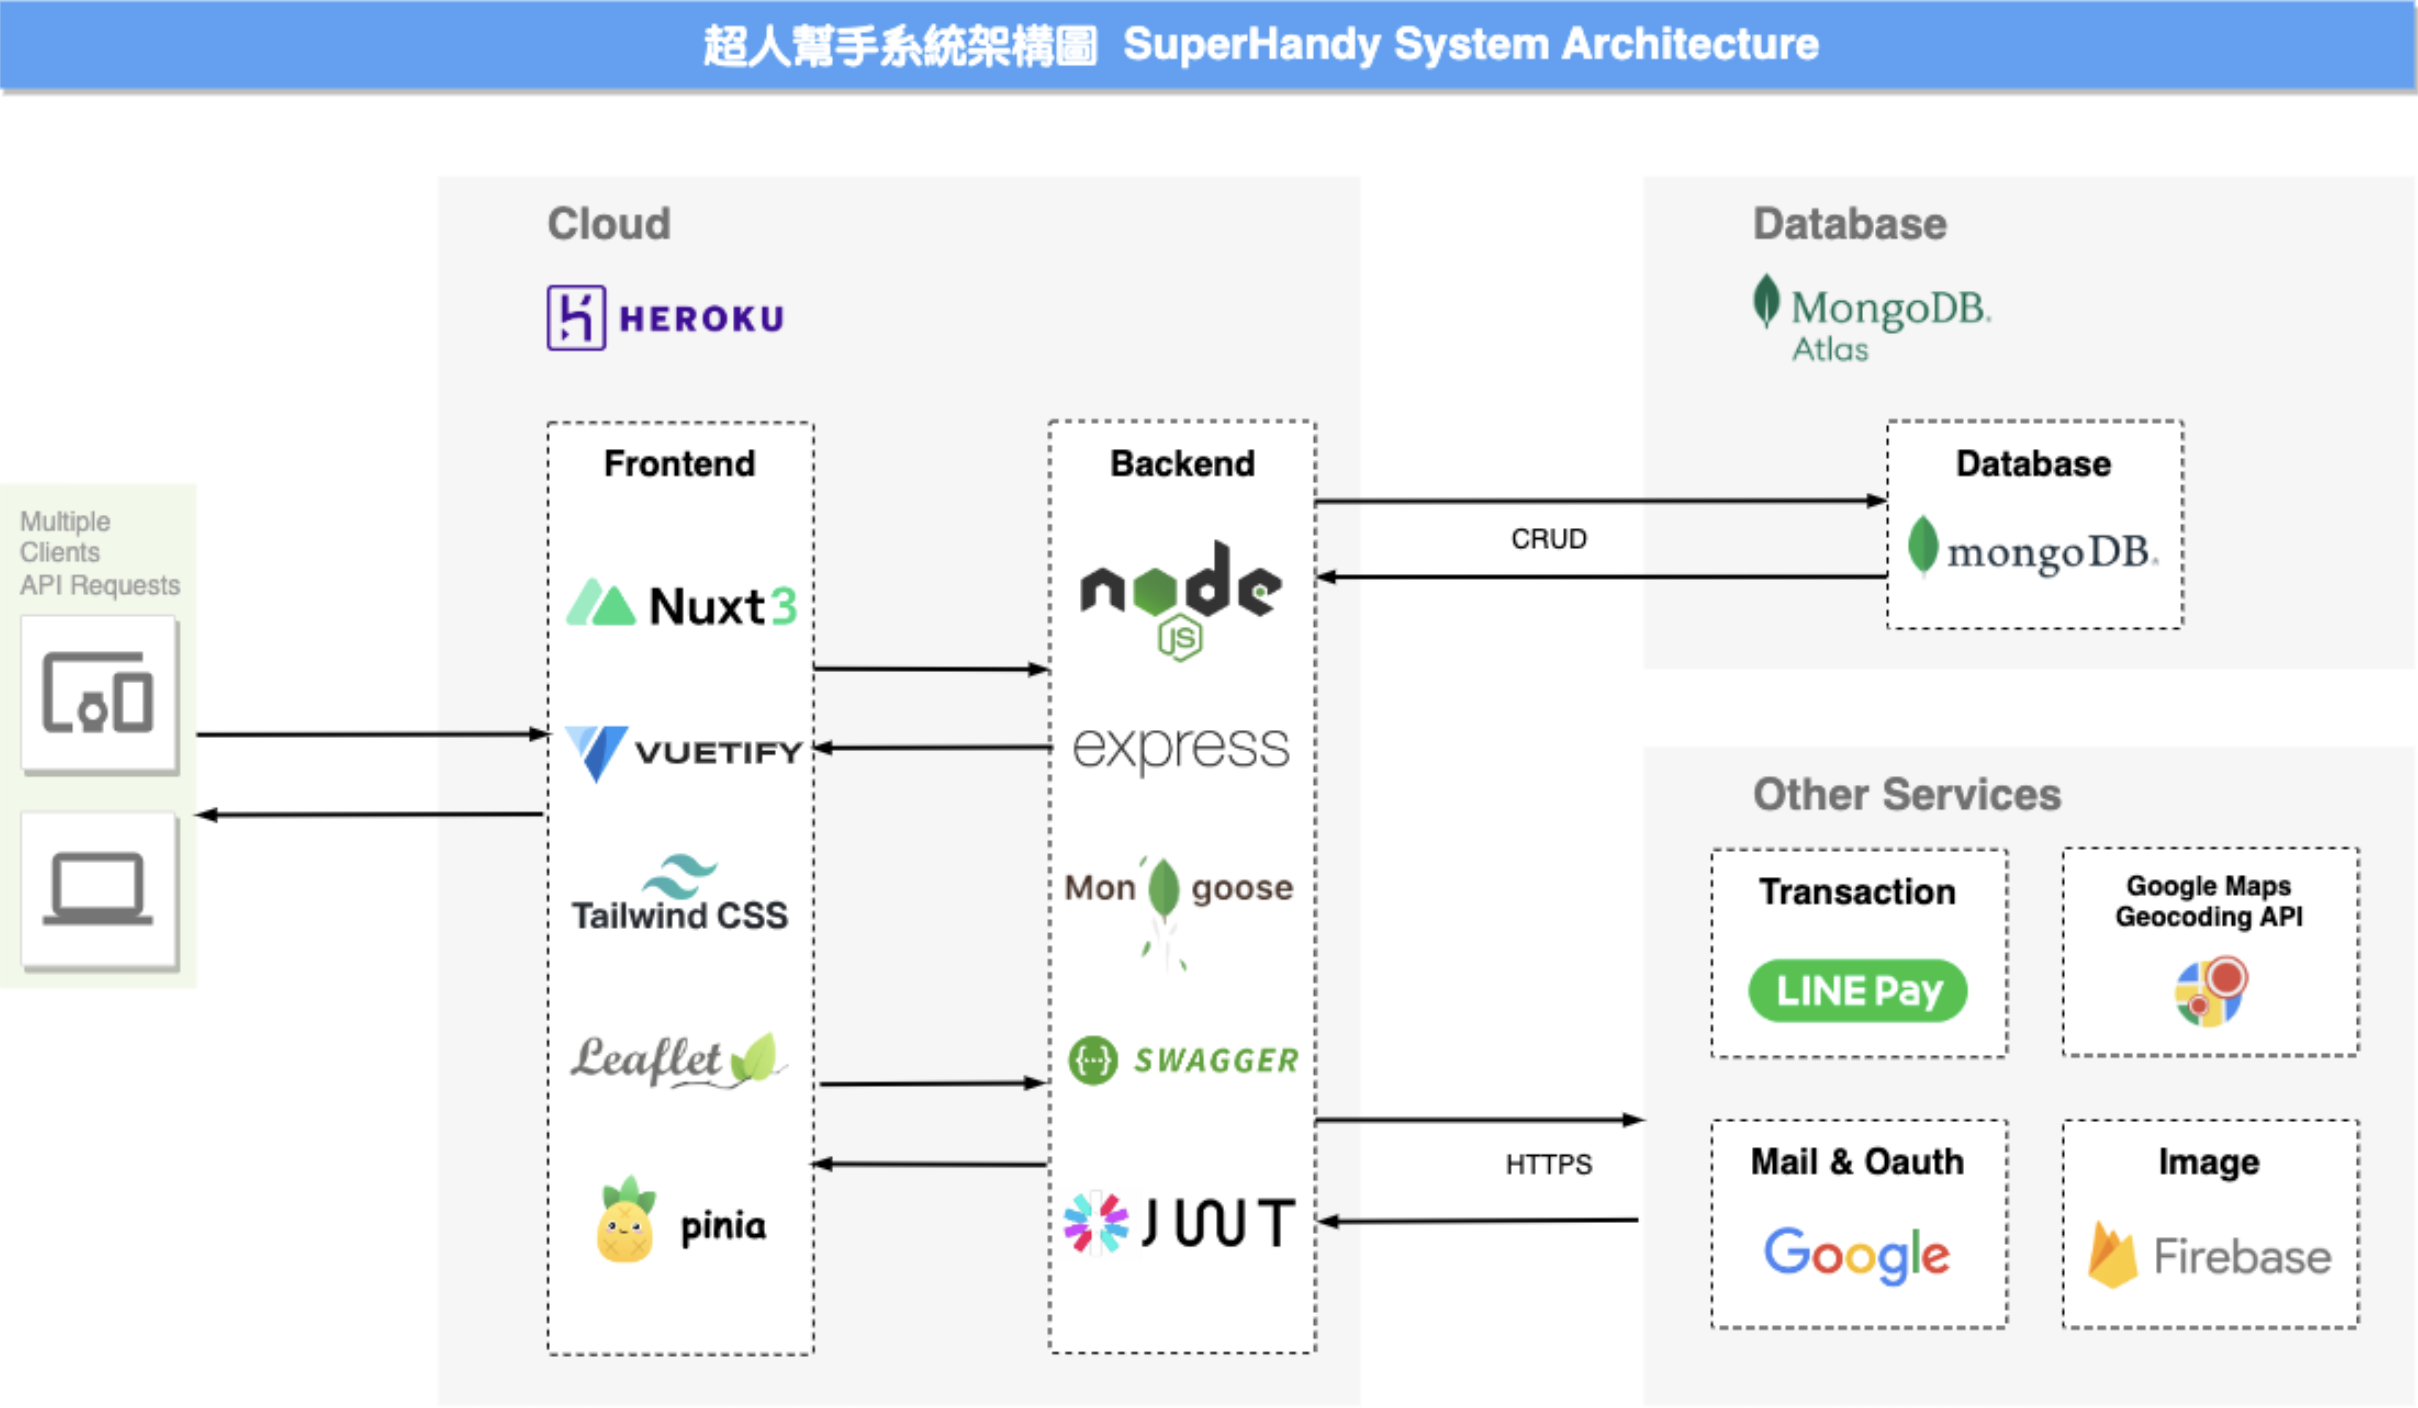 超人幫手系統架構圖 SuperHandy System Architecture
Cloud
HEROKU
Multiple
Clients
API Requests
Frontend
Nuxt 3
VUETIFY
Tailwind CSS
Leaflet
pinia
Backend
node
JS
express
Mongoose
{...} SWAGGER
JWT
CRUD
HTTPS
Database
MongoDB.
Atlas
Database
mongoDB.
Other Services
Transaction
LINE Pay
Google Maps
Geocoding API
Mail & Oauth
Google
Image
Firebase